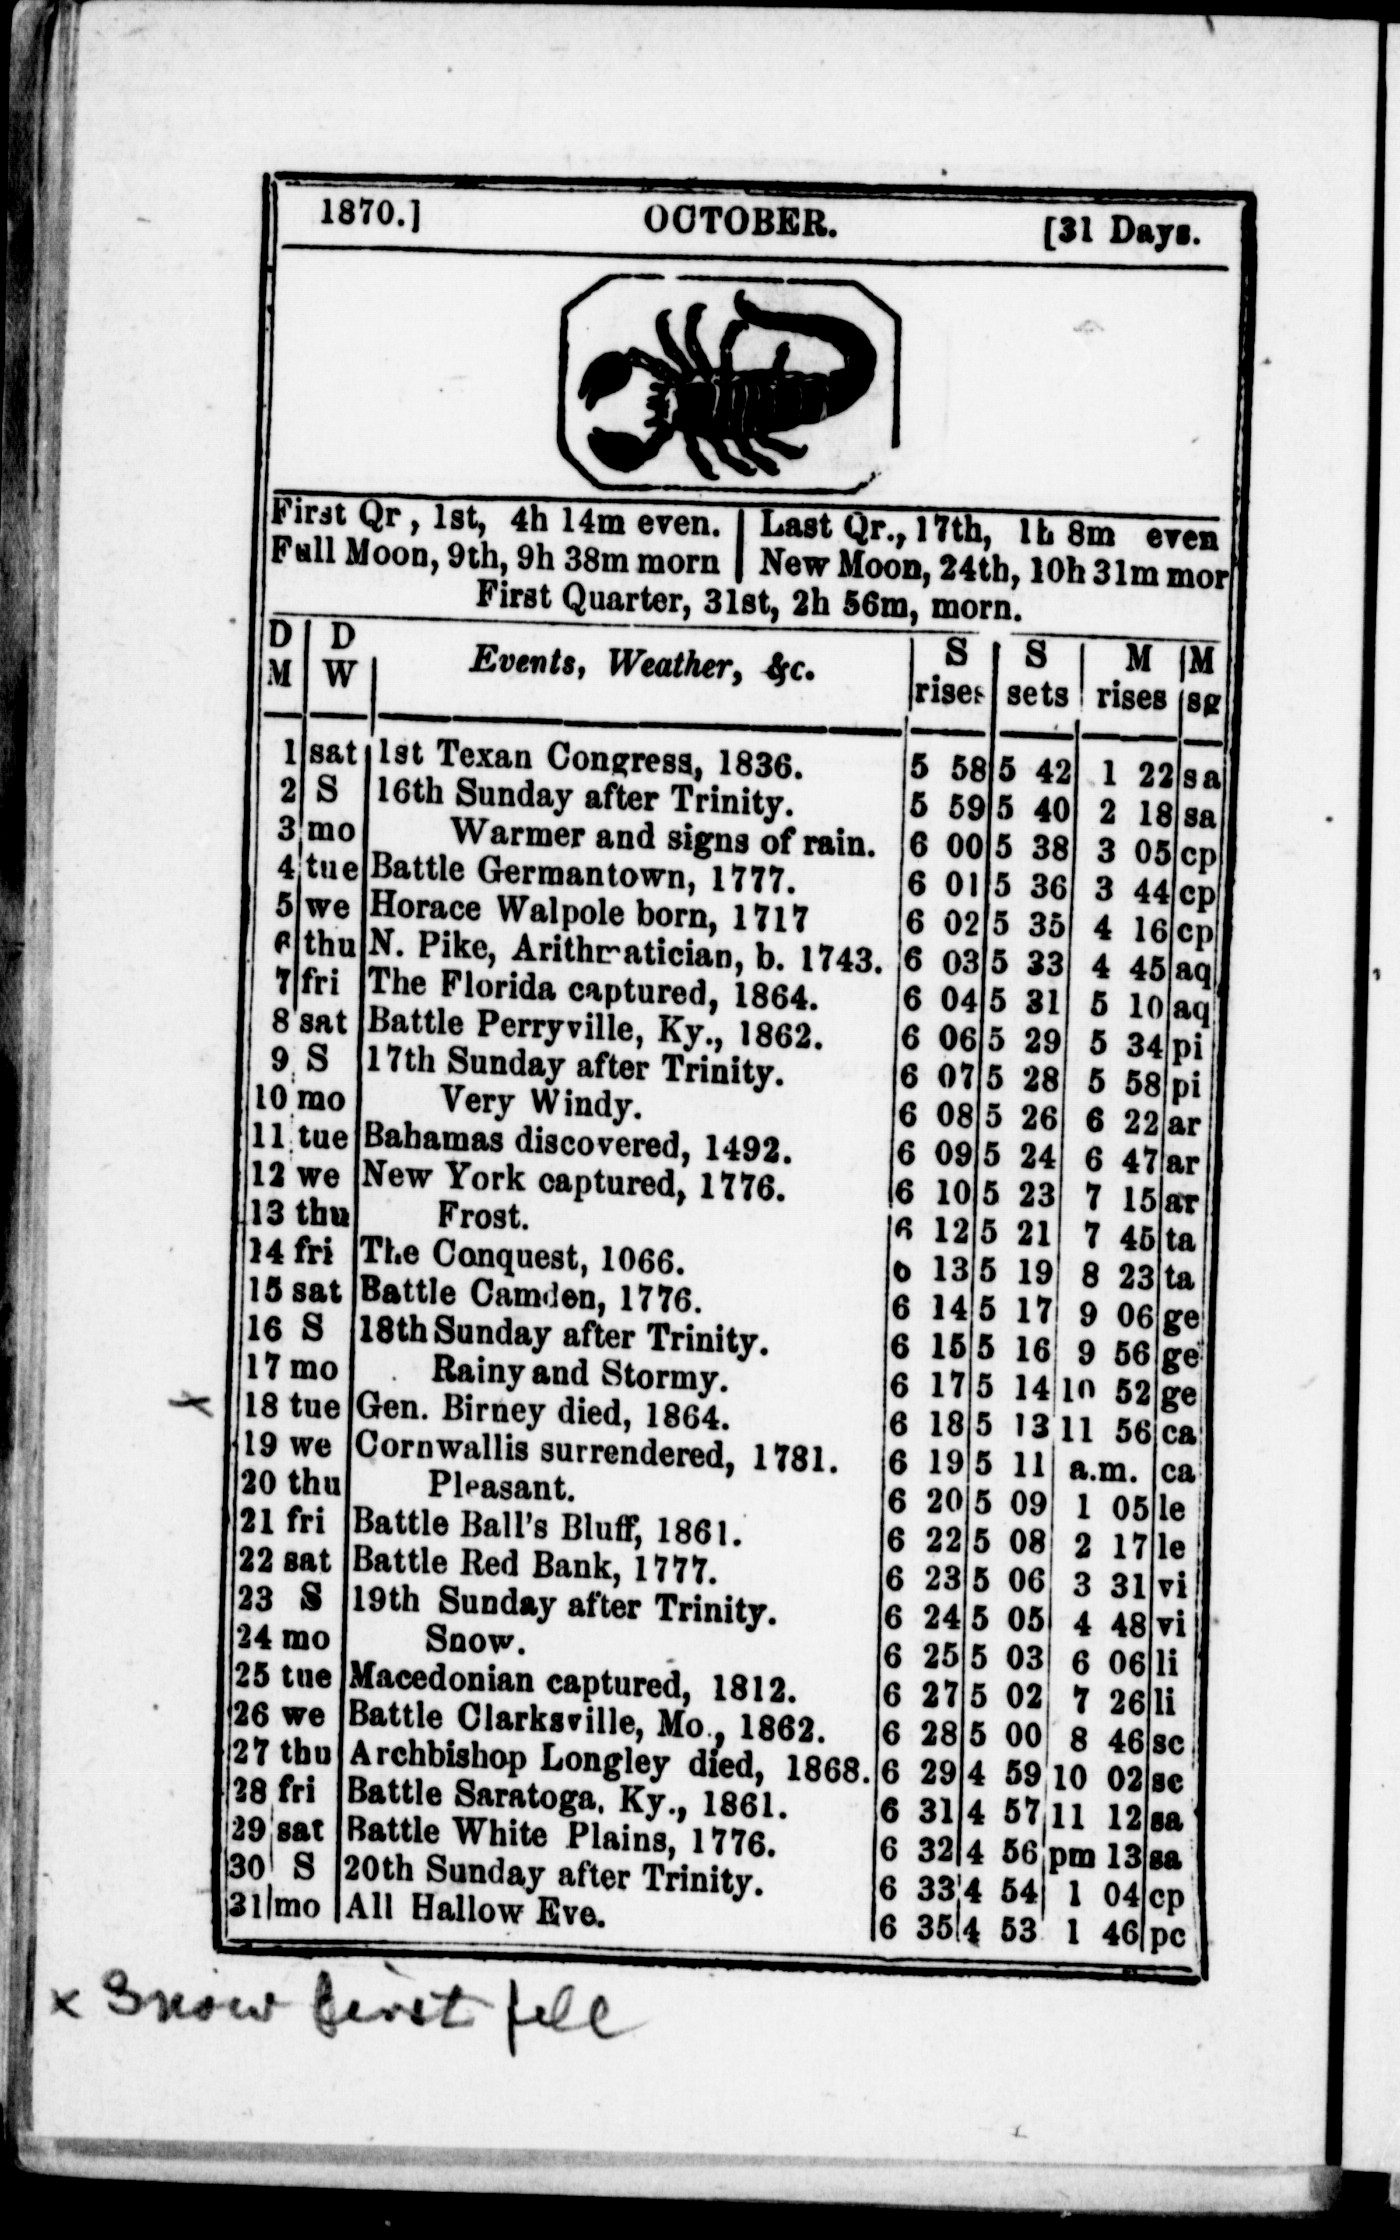 1870.] OCTOBER. [31 Days.
First Qr, 1st, 4h 14m even. | Last Qr., 17th, 1h 8m even
Full Moon, 9th, 9h 38m morn | New Moon, 24th, 10h 31m mor
First Quarter, 31st, 2h 56m, morn.
D D S S M M
M W Events, Weather, &c. rises sets rises sg
1 sat 1st Texan Congress, 1836. 5 58 5 42 1 22 sa
2 S 16th Sunday after Trinity. 5 59 5 40 2 18 sa
3 mo Warmer and signs of rain. 6 00 5 38 3 05 cp
4 tue Battle Germantown, 1777. 6 01 5 36 3 44 cp
5 we Horace Walpole born, 1717 6 02 5 35 4 16 cp
6 thu N. Pike, Arithmatician, b. 1743. 6 03 5 33 4 45 aq
7 fri The Florida captured, 1864. 6 04 5 31 5 10 aq
8 sat Battle Perryville, Ky., 1862. 6 06 5 29 5 34 pi
9 S 17th Sunday after Trinity. 6 07 5 28 5 58 pi
10 mo Very Windy. 6 08 5 26 6 22 ar
11 tue Bahamas discovered, 1492. 6 09 5 24 6 47 ar
12 we New York captured, 1776. 6 10 5 23 7 15 ar
13 thu Frost. 6 12 5 21 7 45 ta
14 fri The Conquest, 1066. 6 13 5 19 8 23 ta
15 sat Battle Camden, 1776. 6 14 5 17 9 06 ge
16 S 18th Sunday after Trinity. 6 15 5 16 9 56 ge
17 mo Rainy and Stormy. 6 17 5 14 10 52 ge
x 18 tue Gen. Birney died, 1864. 6 18 5 13 11 56 ca
19 we Cornwallis surrendered, 1781. 6 19 5 11 a.m. ca
20 thu Pleasant. 6 20 5 09 1 05 le
21 fri Battle Ball's Bluff, 1861. 6 22 5 08 2 17 le
22 sat Battle Red Bank, 1777. 6 23 5 06 3 31 vi
23 S 19th Sunday after Trinity. 6 24 5 05 4 48 vi
24 mo Snow. 6 25 5 03 6 06 li
25 tue Macedonian captured, 1812. 6 27 5 02 7 26 li
26 we Battle Clarksville, Mo., 1862. 6 28 5 00 8 46 sc
27 thu Archbishop Longley died, 1868. 6 29 4 59 10 02 sc
28 fri Battle Saratoga, Ky., 1861. 6 31 4 57 11 12 sa
29 sat Battle White Plains, 1776. 6 32 4 56 pm 13 sa
30 S 20th Sunday after Trinity. 6 33 4 54 1 04 cp
31 mo All Hallow Eve. 6 35 4 53 1 46 pc
x Snow first fell